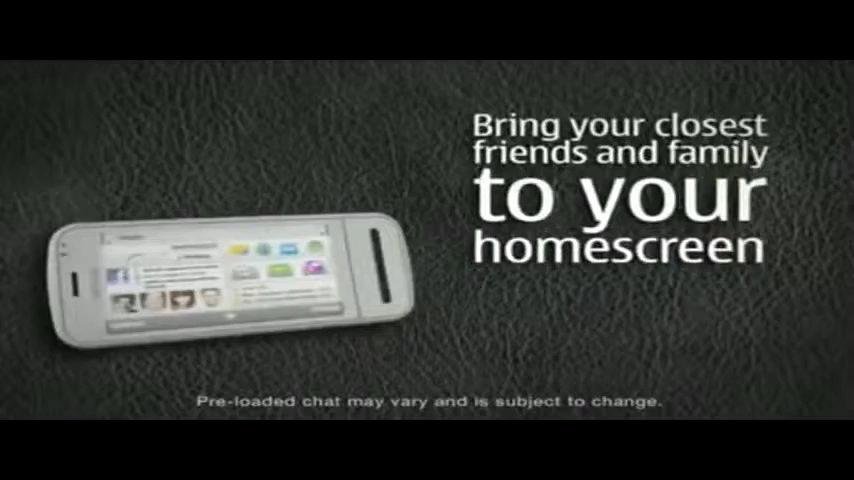 Bring your closest
friends and family
to your
homescreen
Pre-loaded chat may vary and is subject to change.